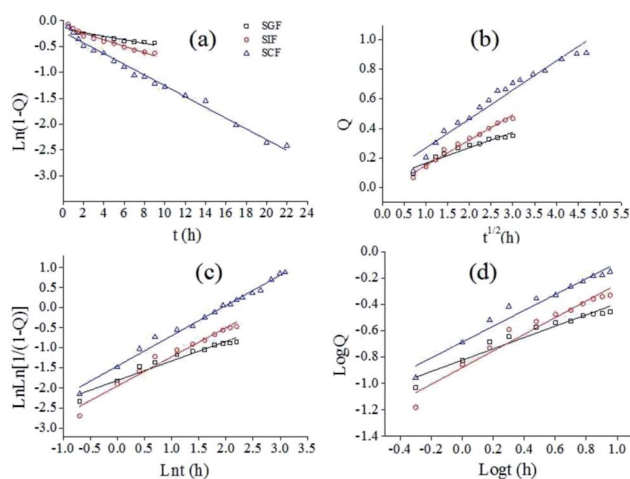 (a)
SGF
SIF
SCF
Ln(1-Q)
0.0
-0.5
-1.0
-1.5
-2.0
-2.5
-3.0
0 2 4 6 8 10 12 14 16 18 20 22 24
t (h)
(b)
Q
1.0
0.8
0.6
0.4
0.2
0.0
0.0 0.5 1.0 1.5 2.0 2.5 3.0 3.5 4.0 4.5 5.0 5.5
t1/2(h)
(c)
LnLn[1/(1-Q)]
1.0
0.5
0.0
-0.5
-1.0
-1.5
-2.0
-2.5
-3.0
-1.0 -0.5 0.0 0.5 1.0 1.5 2.0 2.5 3.0 3.5
Lnt (h)
(d)
LogQ
0.0
-0.2
-0.4
-0.6
-0.8
-1.0
-1.2
-1.4
-0.4 -0.2 0.0 0.2 0.4 0.6 0.8 1.0
Logt (h)